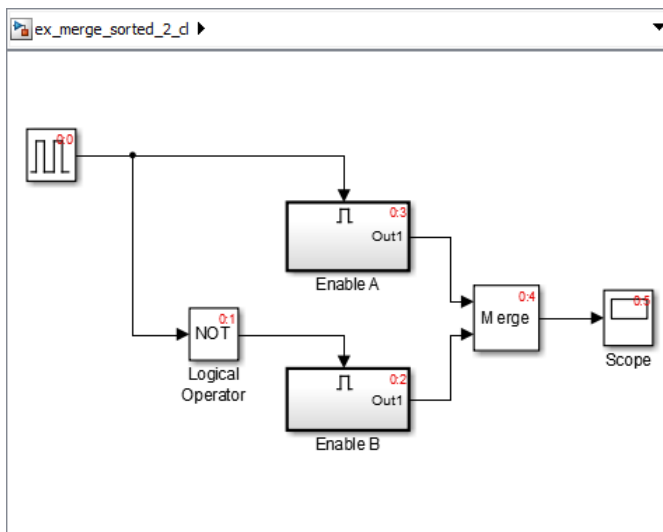 ex_merge_sorted_2_cl
0:0
0:3
Out1
Enable A
0:1
NOT
Logical
Operator
0:2
Out1
Enable B
0:4
Merge
0:5
Scope